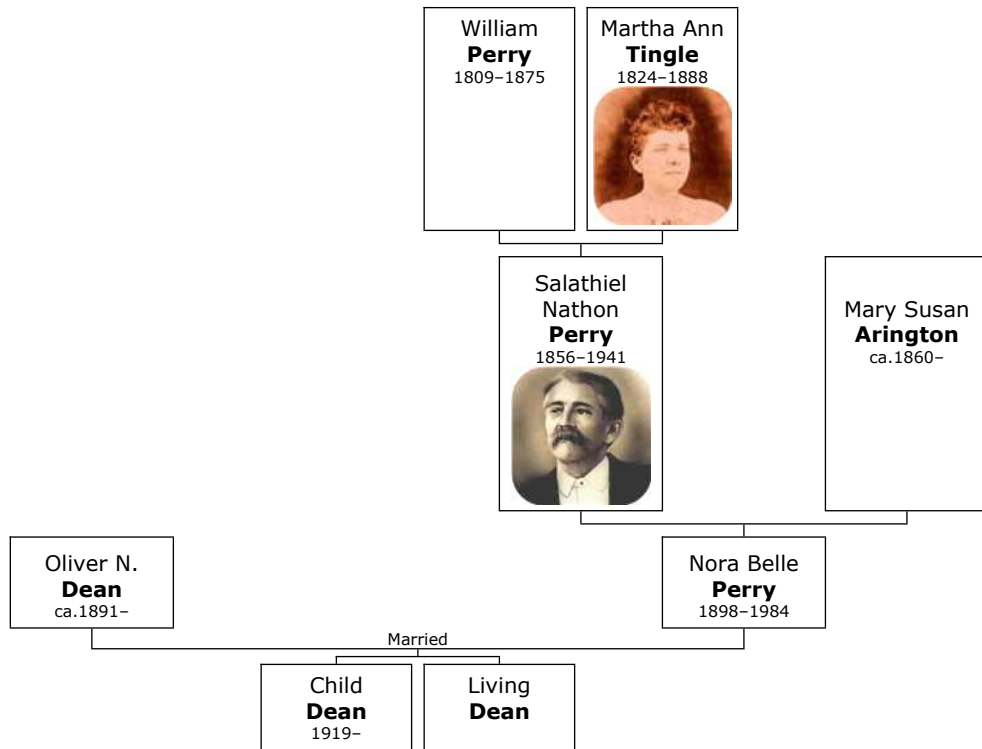 William
Perry
1809–1875
Martha Ann
Tingle
1824–1888
Salathiel
Nathon
Perry
1856–1941
Mary Susan
Arington
ca.1860–
Oliver N.
Dean
ca.1891–
Nora Belle
Perry
1898–1984
Married
Child
Dean
1919–
Living
Dean